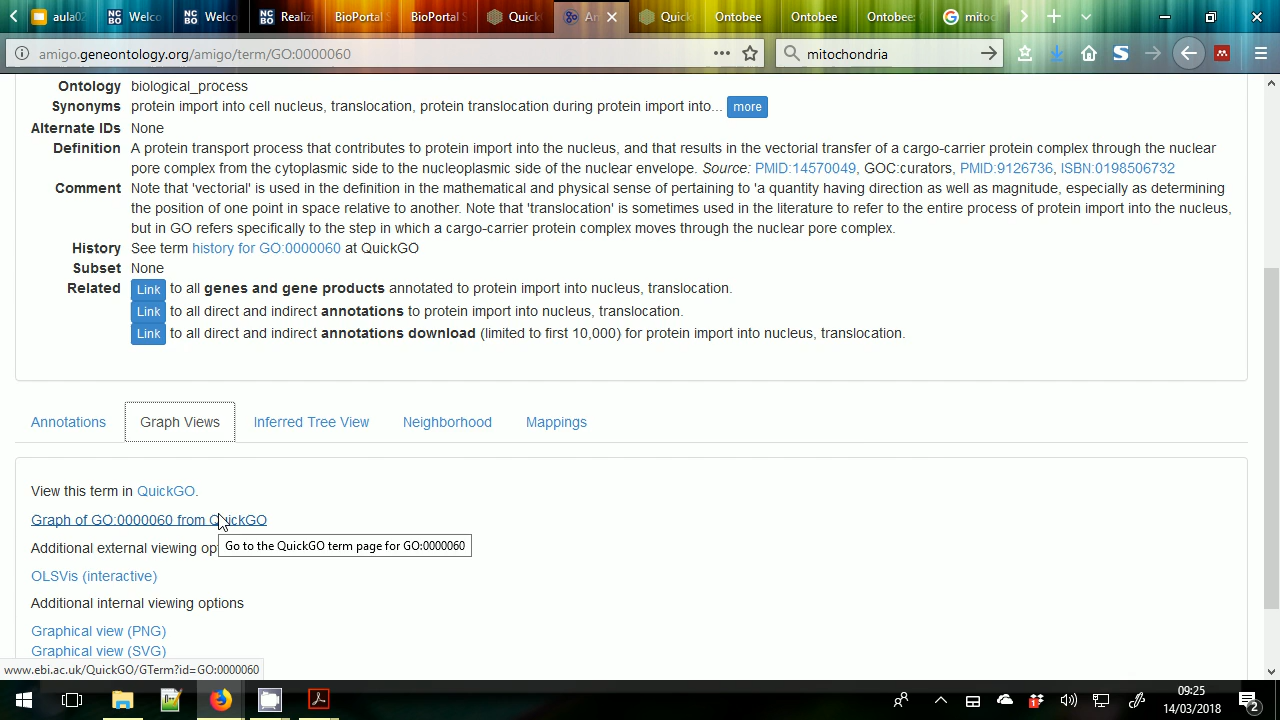 aula02
NC BO Welco
NC BO Welco
NC BO Realizi
BioPortal S
BioPortal S
Quick
An
Quick
Ontobee
Ontobee
Ontobee:
G mitoc
amigo.geneontology.org/amigo/term/GO:0000060
mitochondria
Ontology biological_process
Synonyms protein import into cell nucleus, translocation, protein translocation during protein import into... more
Alternate IDs None
Definition A protein transport process that contributes to protein import into the nucleus, and that results in the vectorial transfer of a cargo-carrier protein complex through the nuclear
pore complex from the cytoplasmic side to the nucleoplasmic side of the nuclear envelope. Source: PMID:14570049, GOC:curators, PMID:9126736, ISBN:0198506732
Comment Note that 'vectorial' is used in the definition in the mathematical and physical sense of pertaining to 'a quantity having direction as well as magnitude, especially as determining
the position of one point in space relative to another. Note that 'translocation' is sometimes used in the literature to refer to the entire process of protein import into the nucleus,
but in GO refers specifically to the step in which a cargo-carrier protein complex moves through the nuclear pore complex.
History See term history for GO:0000060 at QuickGO
Subset None
Related Link to all genes and gene products annotated to protein import into nucleus, translocation.
Link to all direct and indirect annotations to protein import into nucleus, translocation.
Link to all direct and indirect annotations download (limited to first 10,000) for protein import into nucleus, translocation.
Annotations Graph Views Inferred Tree View Neighborhood Mappings
View this term in QuickGO.
Graph of GO:0000060 from QuickGO
Additional external viewing op
Go to the QuickGO term page for GO:0000060
OLSVis (interactive)
Additional internal viewing options
Graphical view (PNG)
Graphical view (SVG)
www.ebi.ac.uk/QuickGO/GTerm?id=GO:0000060
09:25
14/03/2018
1
2